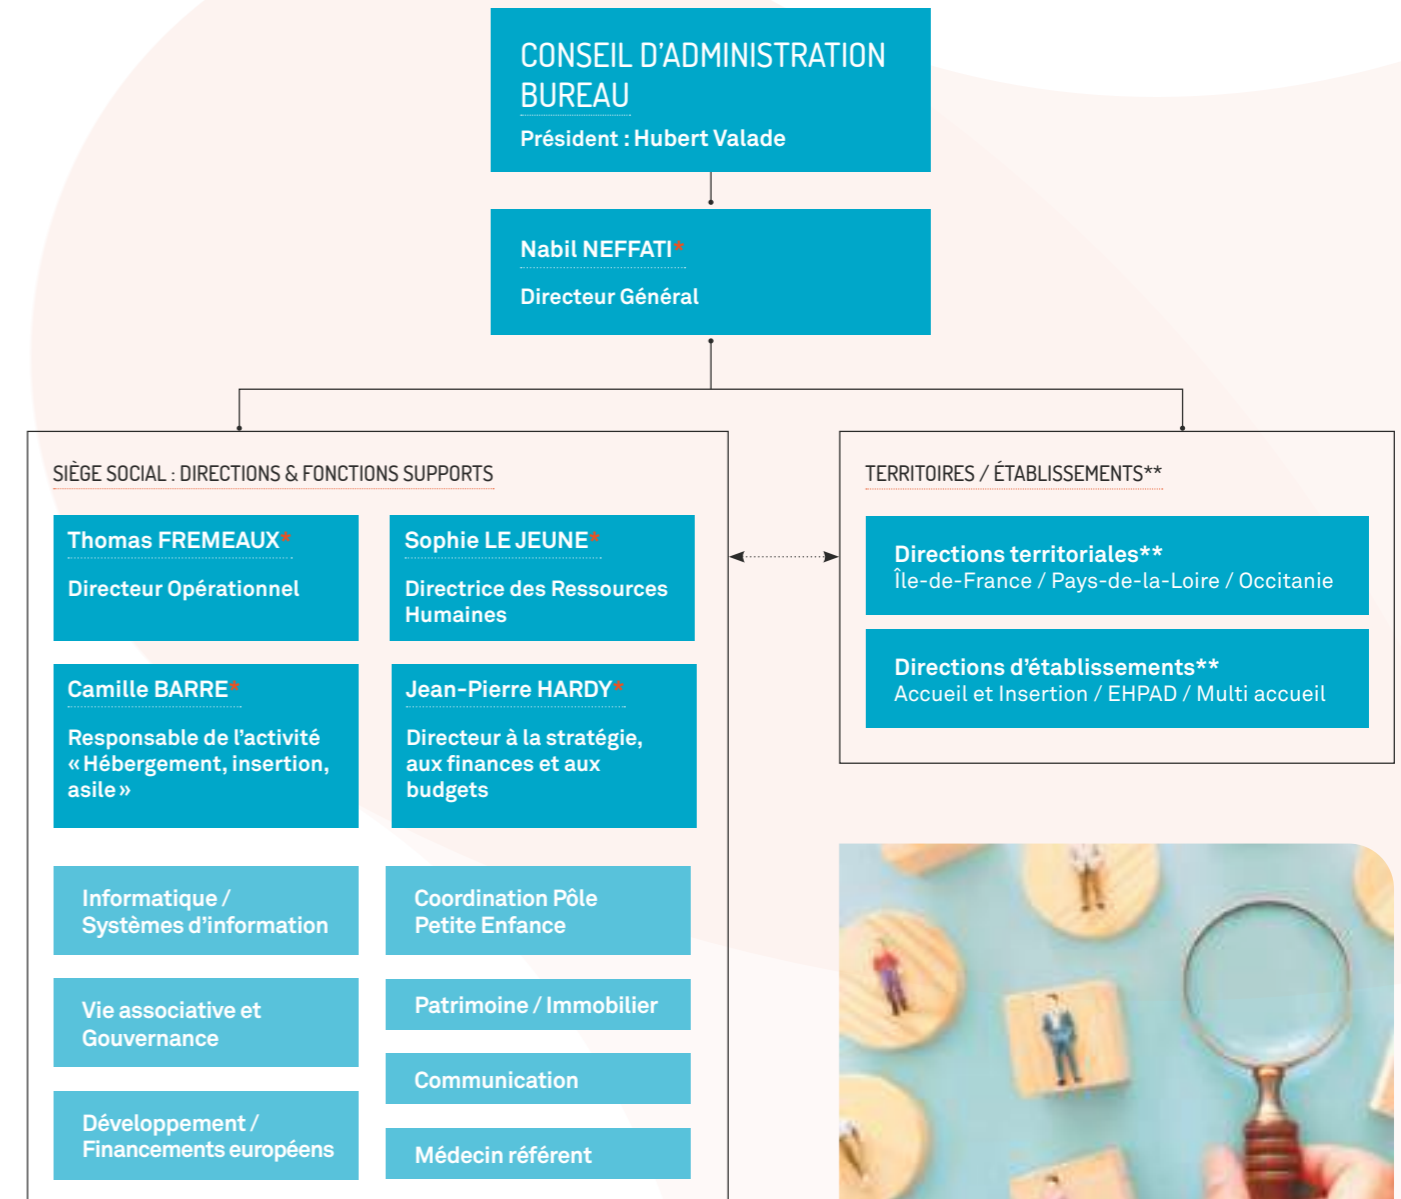 CONSEIL D’ADMINISTRATION
BUREAU
Président : Hubert Valade
Nabil NEFFATI*
Directeur Général
SIÈGE SOCIAL : DIRECTIONS & FONCTIONS SUPPORTS
Thomas FREMEAUX*
Directeur Opérationnel
Sophie LE JEUNE*
Directrice des Ressources
Humaines
Camille BARRE*
Responsable de l’activité
« Hébergement, insertion,
asile »
Jean-Pierre HARDY*
Directeur à la stratégie,
aux finances et aux
budgets
Informatique /
Systèmes d’information
Vie associative et
Gouvernance
Développement /
Financements européens
Coordination Pôle
Petite Enfance
Patrimoine / Immobilier
Communication
Médecin référent
TERRITOIRES / ÉTABLISSEMENTS**
Directions territoriales**
Île-de-France / Pays-de-la-Loire / Occitanie
Directions d’établissements**
Accueil et Insertion / EHPAD / Multi accueil